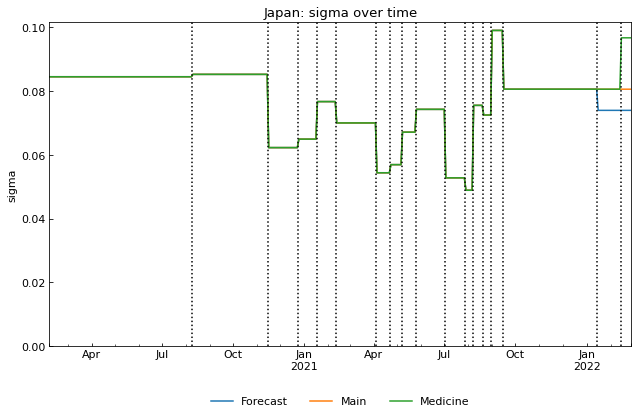 Japan: sigma over time
0.10
0.08
0.06
0.04
0.02
0.00
sigma
Apr Jul Oct Jan Apr Jul Oct Jan
2021 2022
Forecast Main Medicine